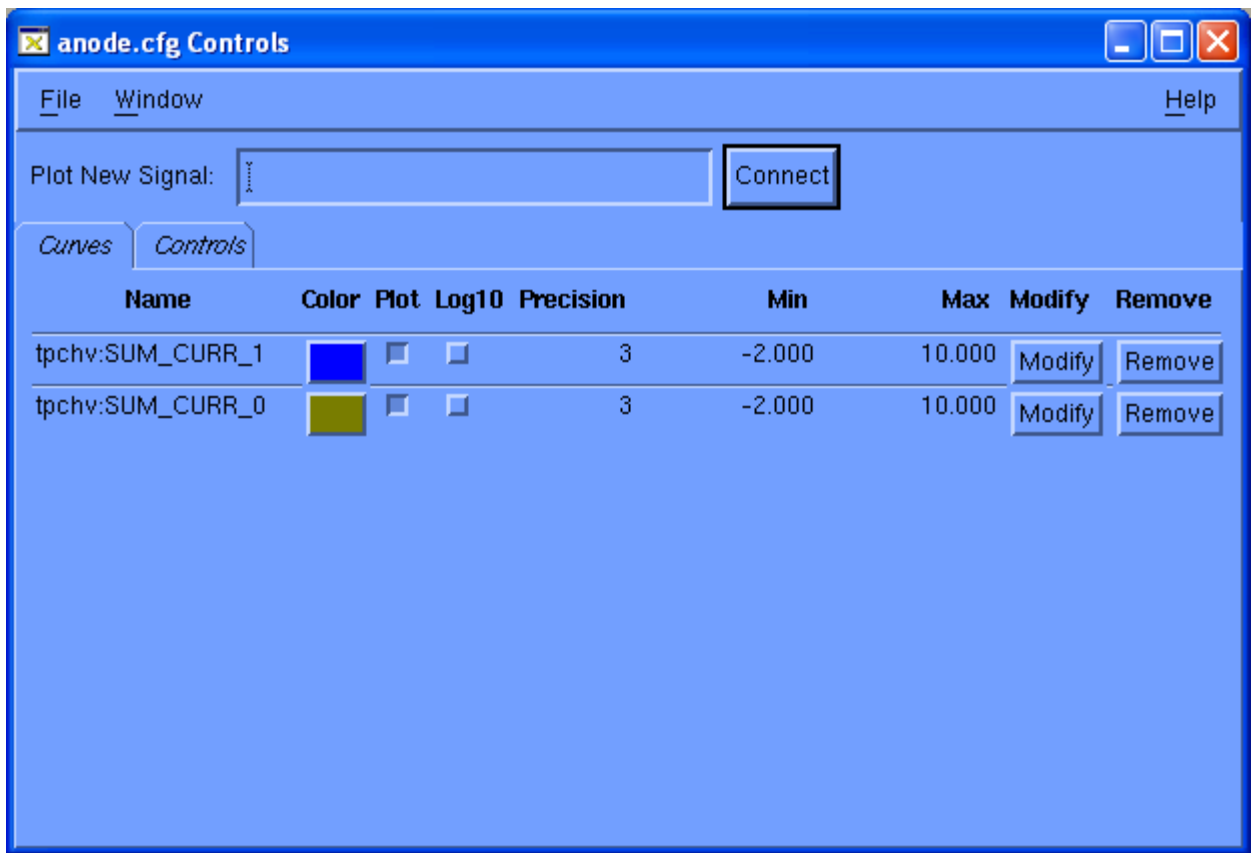 anode.cfg Controls
File Window Help
Plot New Signal: Connect
Curves Controls
Name Color Plot Log10 Precision Min Max Modify Remove
tpchv:SUM_CURR_1 3 -2.000 10.000 Modify Remove
tpchv:SUM_CURR_0 3 -2.000 10.000 Modify Remove